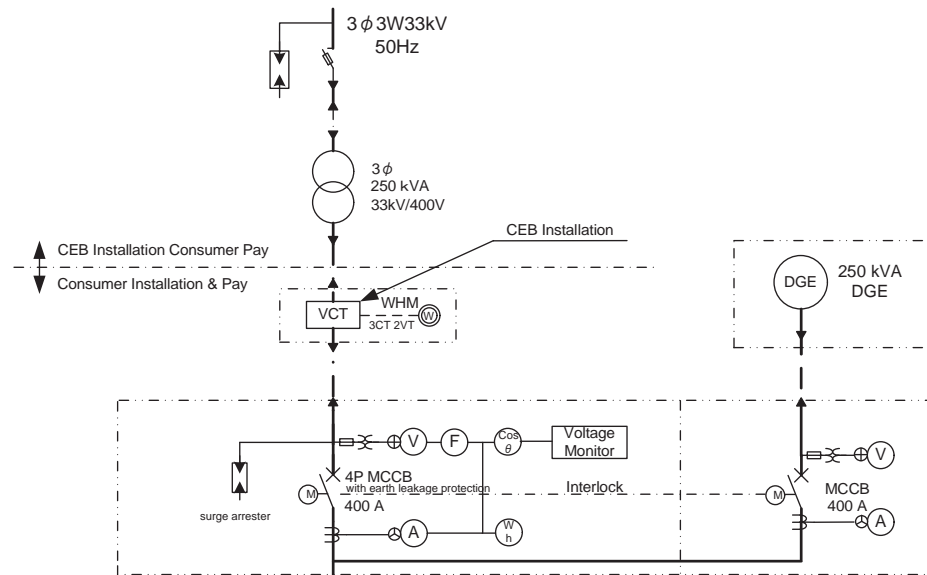 3ϕ3W33kV
50Hz
3ϕ
250 kVA
33kV/400V
CEB Installation
CEB Installation Consumer Pay
Consumer Installation & Pay
DGE
250 kVA
DGE
VCT
WHM
3CT 2VT
W
V
F
Cos
θ
Voltage
Monitor
V
4P MCCB
with earth leakage protection
400 A
M
Interlock
M
MCCB
400 A
surge arrester
A
W
h
A